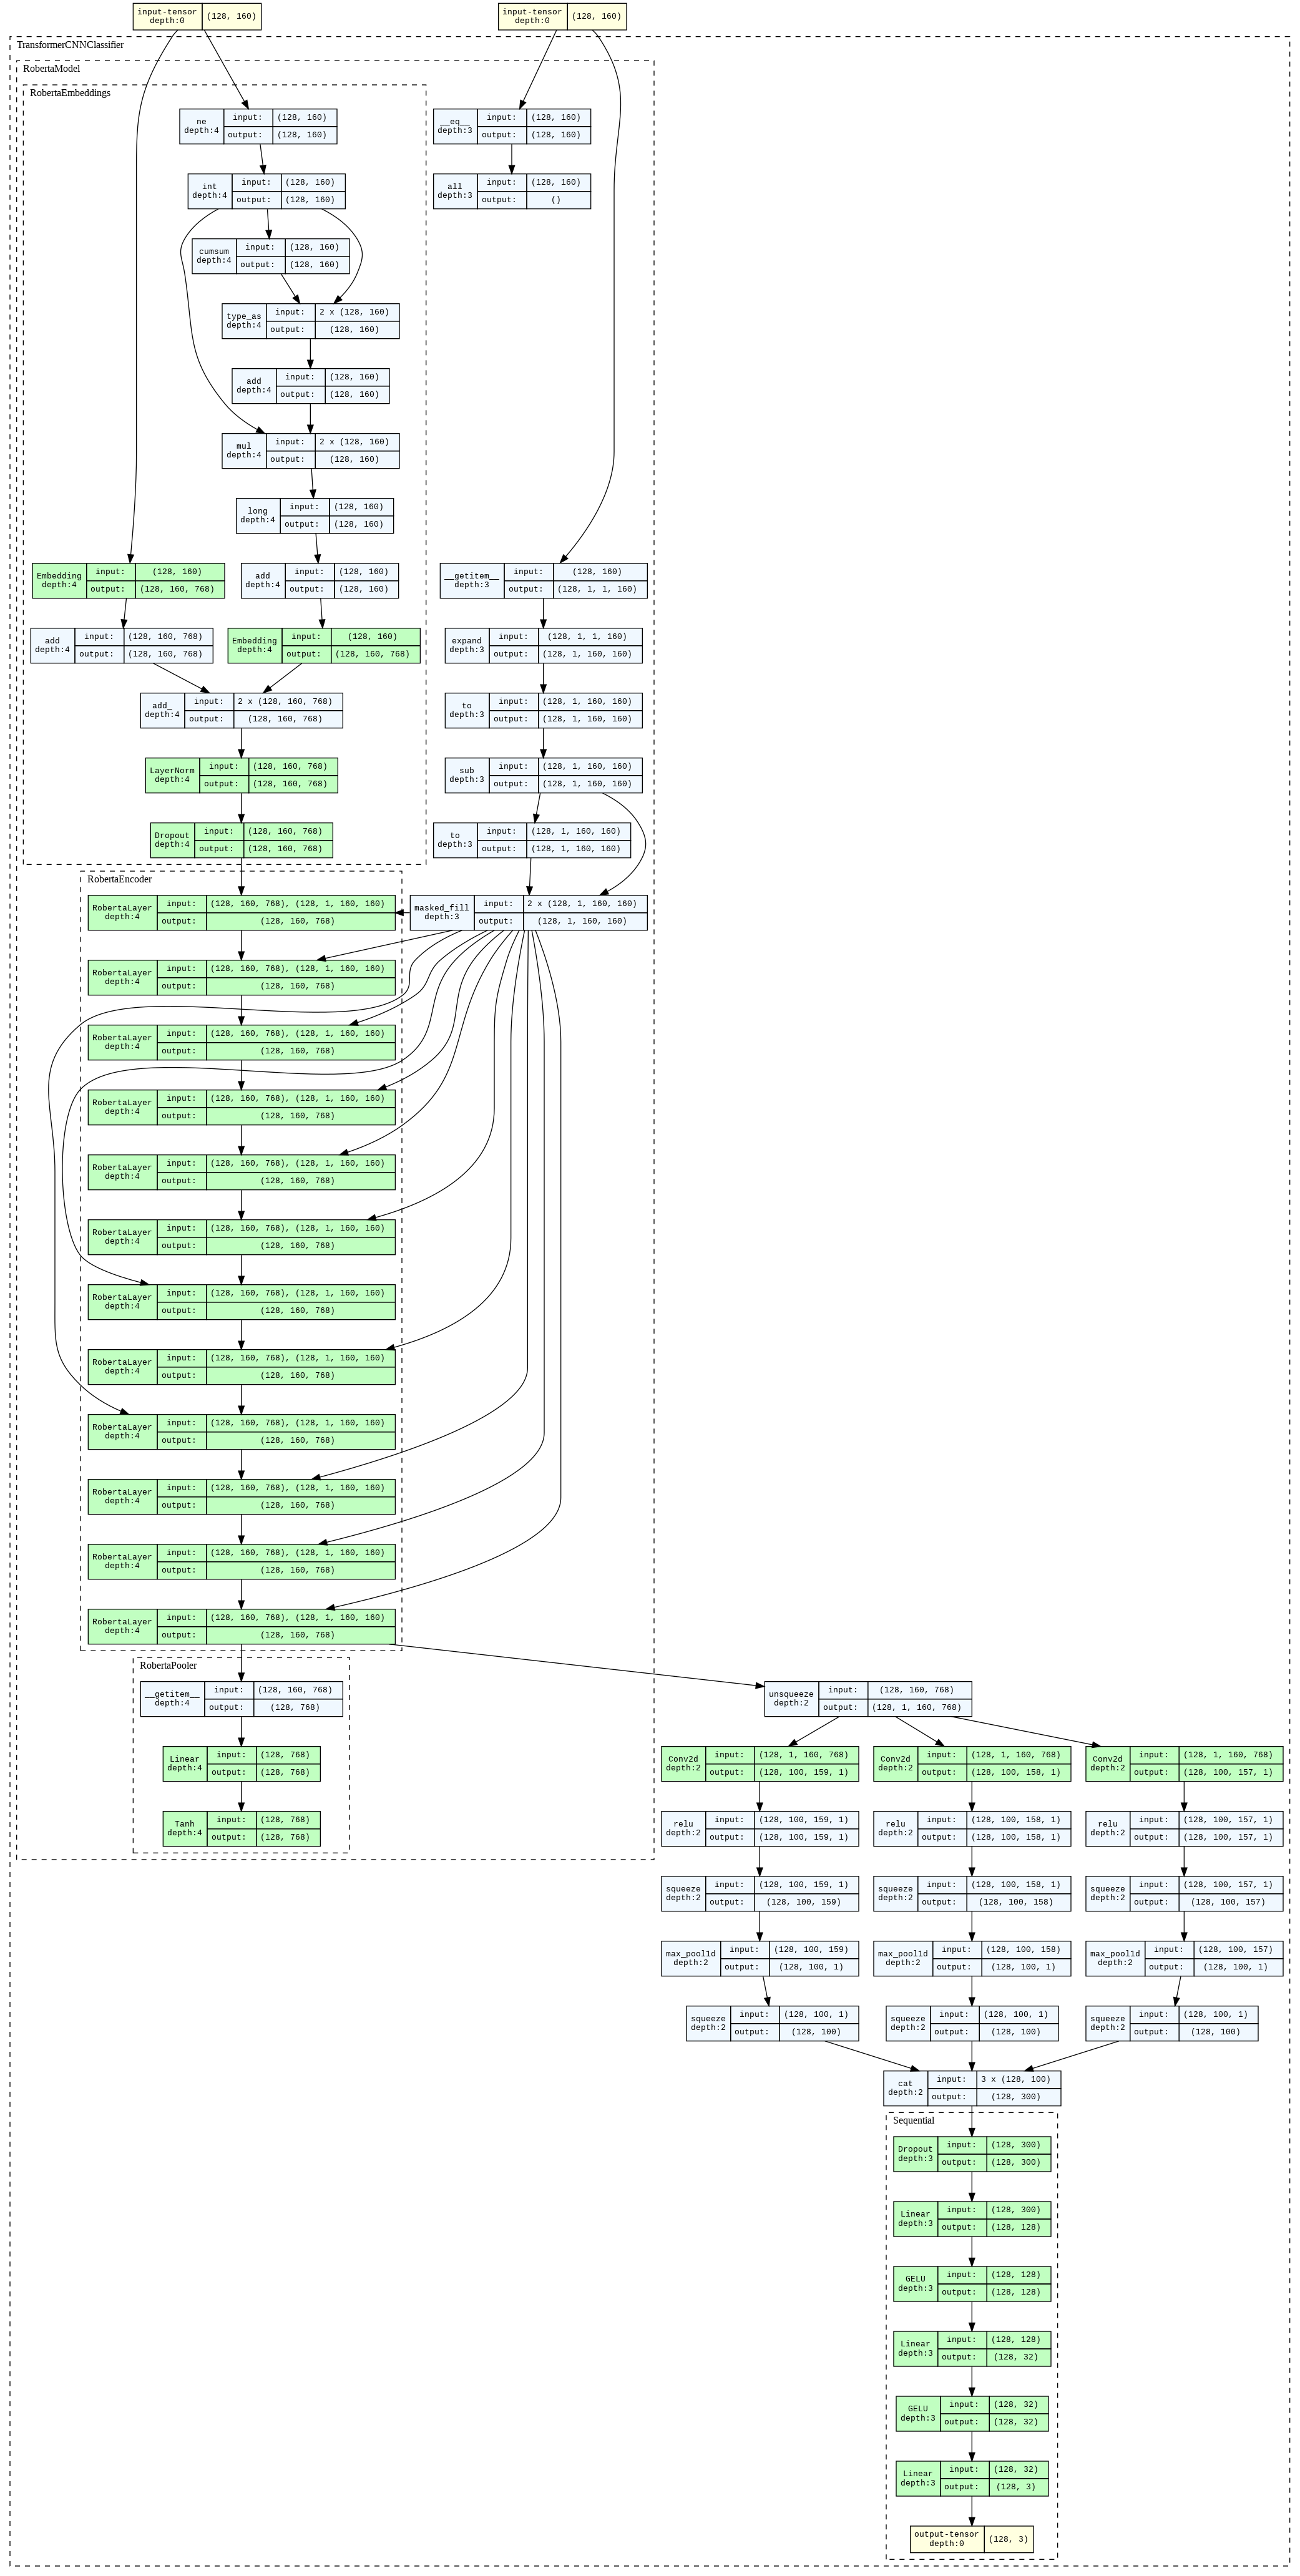 input-tensor depth:0 (128, 160)
input-tensor depth:0 (128, 160)
TransformerCNNClassifier
RobertaModel
RobertaEmbeddings
ne depth:4 input: (128, 160) output: (128, 160)
__eq__ depth:3 input: (128, 160) output: (128, 160)
int depth:4 input: (128, 160) output: (128, 160)
all depth:3 input: (128, 160) output: ()
cumsum depth:4 input: (128, 160) output: (128, 160)
type_as depth:4 input: 2 x (128, 160) output: (128, 160)
add depth:4 input: (128, 160) output: (128, 160)
mul depth:4 input: 2 x (128, 160) output: (128, 160)
long depth:4 input: (128, 160) output: (128, 160)
Embedding depth:4 input: (128, 160) output: (128, 160, 768)
add depth:4 input: (128, 160) output: (128, 160)
__getitem__ depth:3 input: (128, 160) output: (128, 1, 1, 160)
add depth:4 input: (128, 160, 768) output: (128, 160, 768)
Embedding depth:4 input: (128, 160) output: (128, 160, 768)
expand depth:3 input: (128, 1, 1, 160) output: (128, 1, 160, 160)
add_ depth:4 input: 2 x (128, 160, 768) output: (128, 160, 768)
to depth:3 input: (128, 1, 160, 160) output: (128, 1, 160, 160)
LayerNorm depth:4 input: (128, 160, 768) output: (128, 160, 768)
sub depth:3 input: (128, 1, 160, 160) output: (128, 1, 160, 160)
Dropout depth:4 input: (128, 160, 768) output: (128, 160, 768)
to depth:3 input: (128, 1, 160, 160) output: (128, 1, 160, 160)
RobertaEncoder
RobertaLayer depth:4 input: (128, 160, 768), (128, 1, 160, 160) output: (128, 160, 768)
masked_fill depth:3 input: 2 x (128, 1, 160, 160) output: (128, 1, 160, 160)
RobertaLayer depth:4 input: (128, 160, 768), (128, 1, 160, 160) output: (128, 160, 768)
RobertaLayer depth:4 input: (128, 160, 768), (128, 1, 160, 160) output: (128, 160, 768)
RobertaLayer depth:4 input: (128, 160, 768), (128, 1, 160, 160) output: (128, 160, 768)
RobertaLayer depth:4 input: (128, 160, 768), (128, 1, 160, 160) output: (128, 160, 768)
RobertaLayer depth:4 input: (128, 160, 768), (128, 1, 160, 160) output: (128, 160, 768)
RobertaLayer depth:4 input: (128, 160, 768), (128, 1, 160, 160) output: (128, 160, 768)
RobertaLayer depth:4 input: (128, 160, 768), (128, 1, 160, 160) output: (128, 160, 768)
RobertaLayer depth:4 input: (128, 160, 768), (128, 1, 160, 160) output: (128, 160, 768)
RobertaLayer depth:4 input: (128, 160, 768), (128, 1, 160, 160) output: (128, 160, 768)
RobertaLayer depth:4 input: (128, 160, 768), (128, 1, 160, 160) output: (128, 160, 768)
RobertaLayer depth:4 input: (128, 160, 768), (128, 1, 160, 160) output: (128, 160, 768)
RobertaPooler
__getitem__ depth:4 input: (128, 160, 768) output: (128, 768)
unsqueeze depth:2 input: (128, 160, 768) output: (128, 1, 160, 768)
Linear depth:4 input: (128, 768) output: (128, 768)
Conv2d depth:2 input: (128, 1, 160, 768) output: (128, 100, 159, 1)
Conv2d depth:2 input: (128, 1, 160, 768) output: (128, 100, 158, 1)
Conv2d depth:2 input: (128, 1, 160, 768) output: (128, 100, 157, 1)
Tanh depth:4 input: (128, 768) output: (128, 768)
relu depth:2 input: (128, 100, 159, 1) output: (128, 100, 159, 1)
relu depth:2 input: (128, 100, 158, 1) output: (128, 100, 158, 1)
relu depth:2 input: (128, 100, 157, 1) output: (128, 100, 157, 1)
squeeze depth:2 input: (128, 100, 159, 1) output: (128, 100, 159)
squeeze depth:2 input: (128, 100, 158, 1) output: (128, 100, 158)
squeeze depth:2 input: (128, 100, 157, 1) output: (128, 100, 157)
max_pool1d depth:2 input: (128, 100, 159) output: (128, 100, 1)
max_pool1d depth:2 input: (128, 100, 158) output: (128, 100, 1)
max_pool1d depth:2 input: (128, 100, 157) output: (128, 100, 1)
squeeze depth:2 input: (128, 100, 1) output: (128, 100)
squeeze depth:2 input: (128, 100, 1) output: (128, 100)
squeeze depth:2 input: (128, 100, 1) output: (128, 100)
cat depth:2 input: 3 x (128, 100) output: (128, 300)
Sequential
Dropout depth:3 input: (128, 300) output: (128, 300)
Linear depth:3 input: (128, 300) output: (128, 128)
GELU depth:3 input: (128, 128) output: (128, 128)
Linear depth:3 input: (128, 128) output: (128, 32)
GELU depth:3 input: (128, 32) output: (128, 32)
Linear depth:3 input: (128, 32) output: (128, 3)
output-tensor depth:0 (128, 3)